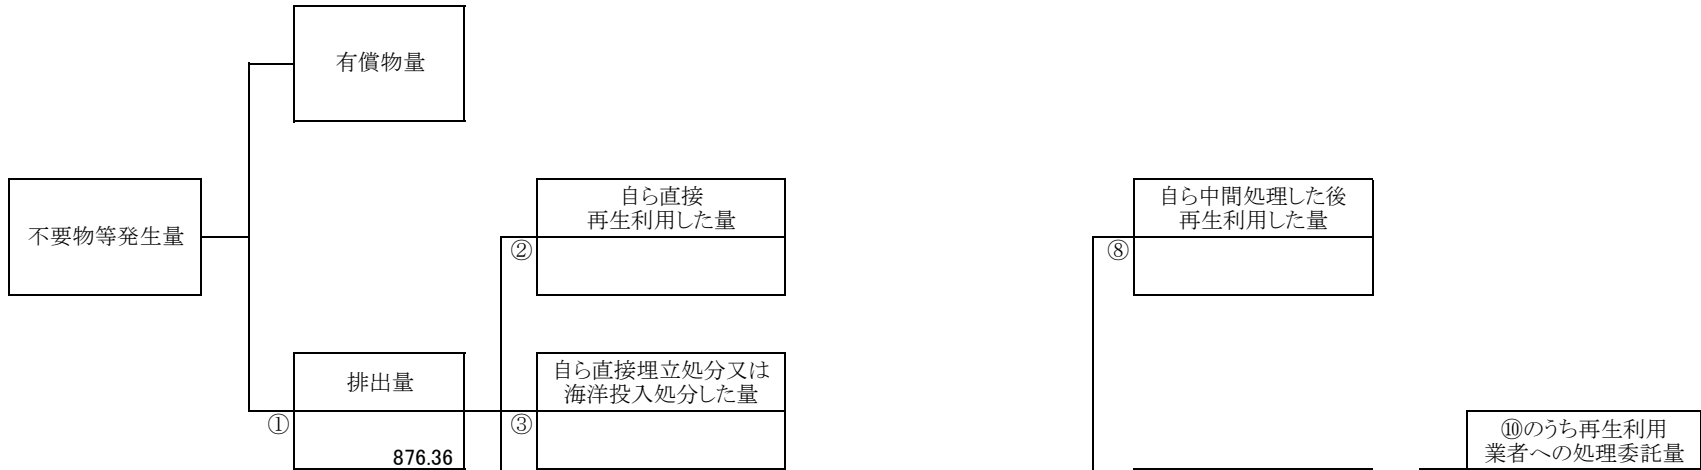 有償物量
不要物等発生量
自ら直接
再生利用した量
②
自ら中間処理した後
再生利用した量
⑧
排出量
①
876.36
自ら直接埋立処分又は
海洋投入処分した量
③
⑩のうち再生利用
業者への処理委託量